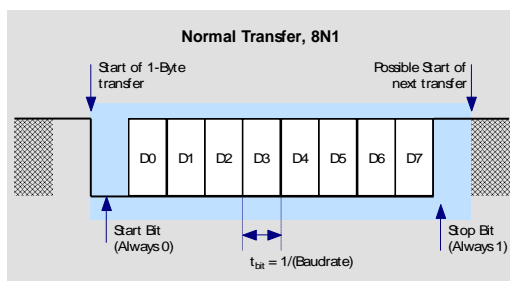 Normal Transfer, 8N1
Start of 1-Byte
transfer
Possible Start of
next transfer
D0
D1
D2
D3
D4
D5
D6
D7
Start Bit
(Always 0)
tbit = 1/(Baudrate)
Stop Bit
(Always 1)